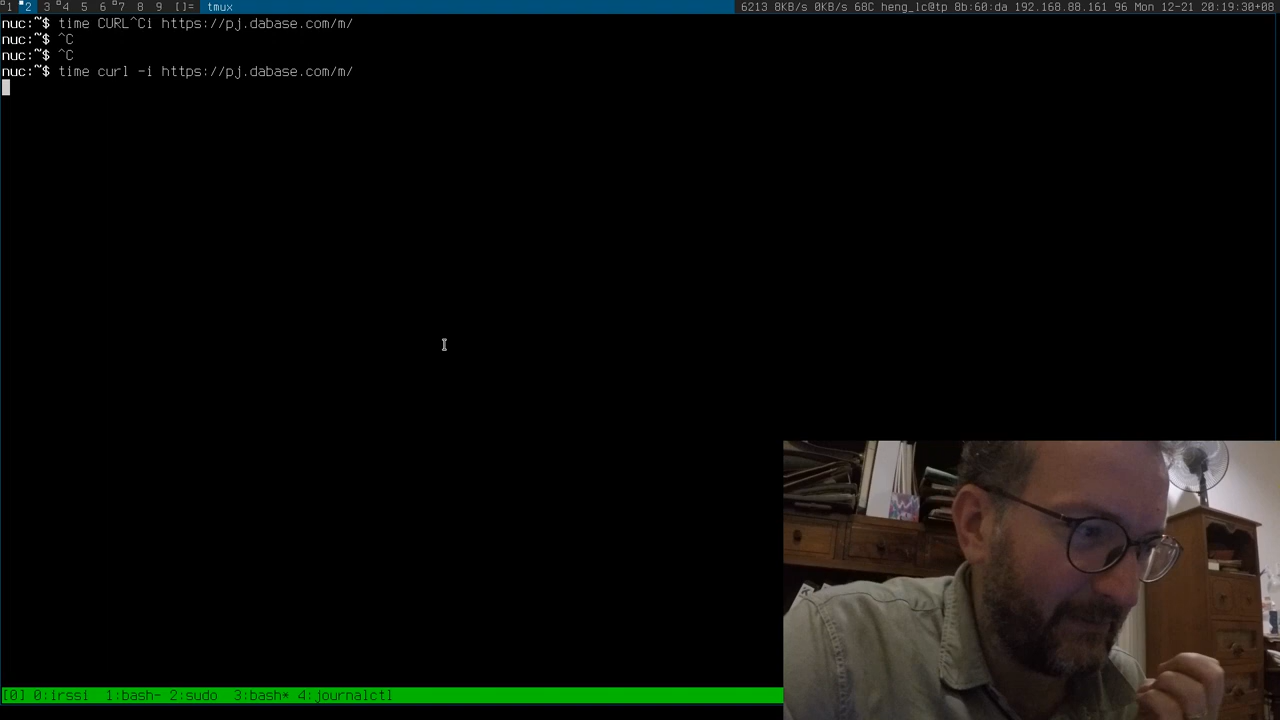 1 2 3 4 5 6 7 8 9 []= tmux 6213 0KB/s 0KB/s 68C heng_lc@tp 8b:60:da 192.168.88.161 96 Mon 12-21 20:19:30+08
nuc:~$ time CURL^Ci https://pj.dabase.com/m/
nuc:~$ ^C
nuc:~$ ^C
nuc:~$ time curl -i https://pj.dabase.com/m/
[0] 0:irssi 1:bash- 2:sudo 3:bash* 4:journalctl